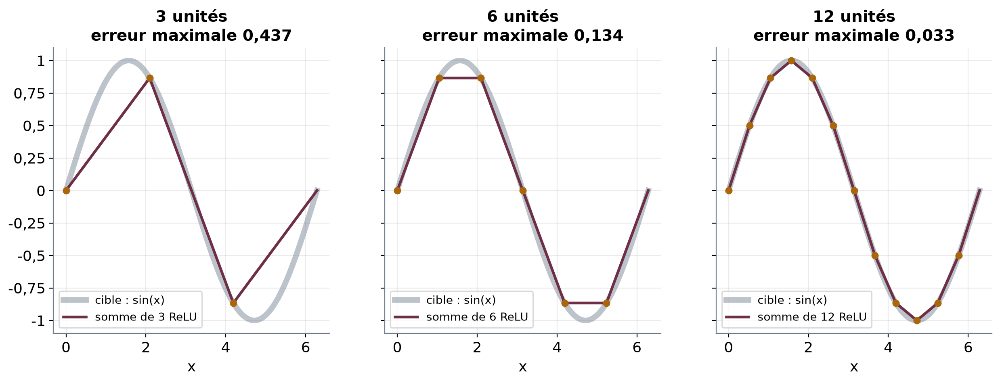 3 unités
erreur maximale 0,437
1
0,75
0,5
0,25
0
-0,25
-0,5
-0,75
-1
cible : sin(x)
somme de 3 ReLU
0 2 4 6
x
6 unités
erreur maximale 0,134
cible : sin(x)
somme de 6 ReLU
0 2 4 6
x
12 unités
erreur maximale 0,033
cible : sin(x)
somme de 12 ReLU
0 2 4 6
x